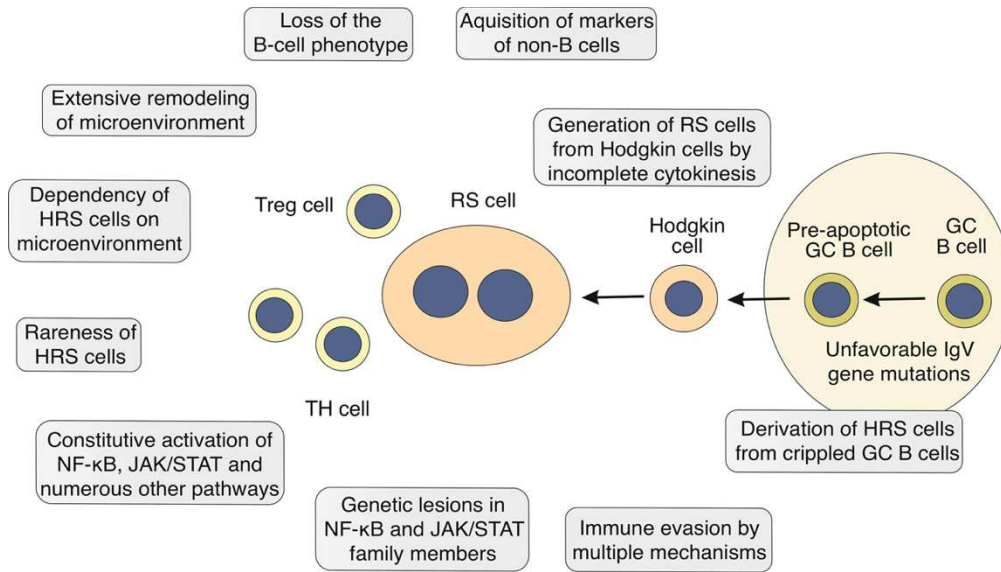 Loss of the
B-cell phenotype
Aquisition of markers
of non-B cells
Extensive remodeling
of microenvironment
Generation of RS cells
from Hodgkin cells by
incomplete cytokinesis
Dependency of
HRS cells on
microenvironment
Treg cell
RS cell
Hodgkin
cell
Pre-apoptotic
GC B cell
GC
B cell
Rareness of
HRS cells
TH cell
Unfavorable IgV
gene mutations
Derivation of HRS cells
from crippled GC B cells
Constitutive activation of
NF-κB, JAK/STAT and
numerous other pathways
Genetic lesions in
NF-κB and JAK/STAT
family members
Immune evasion by
multiple mechanisms